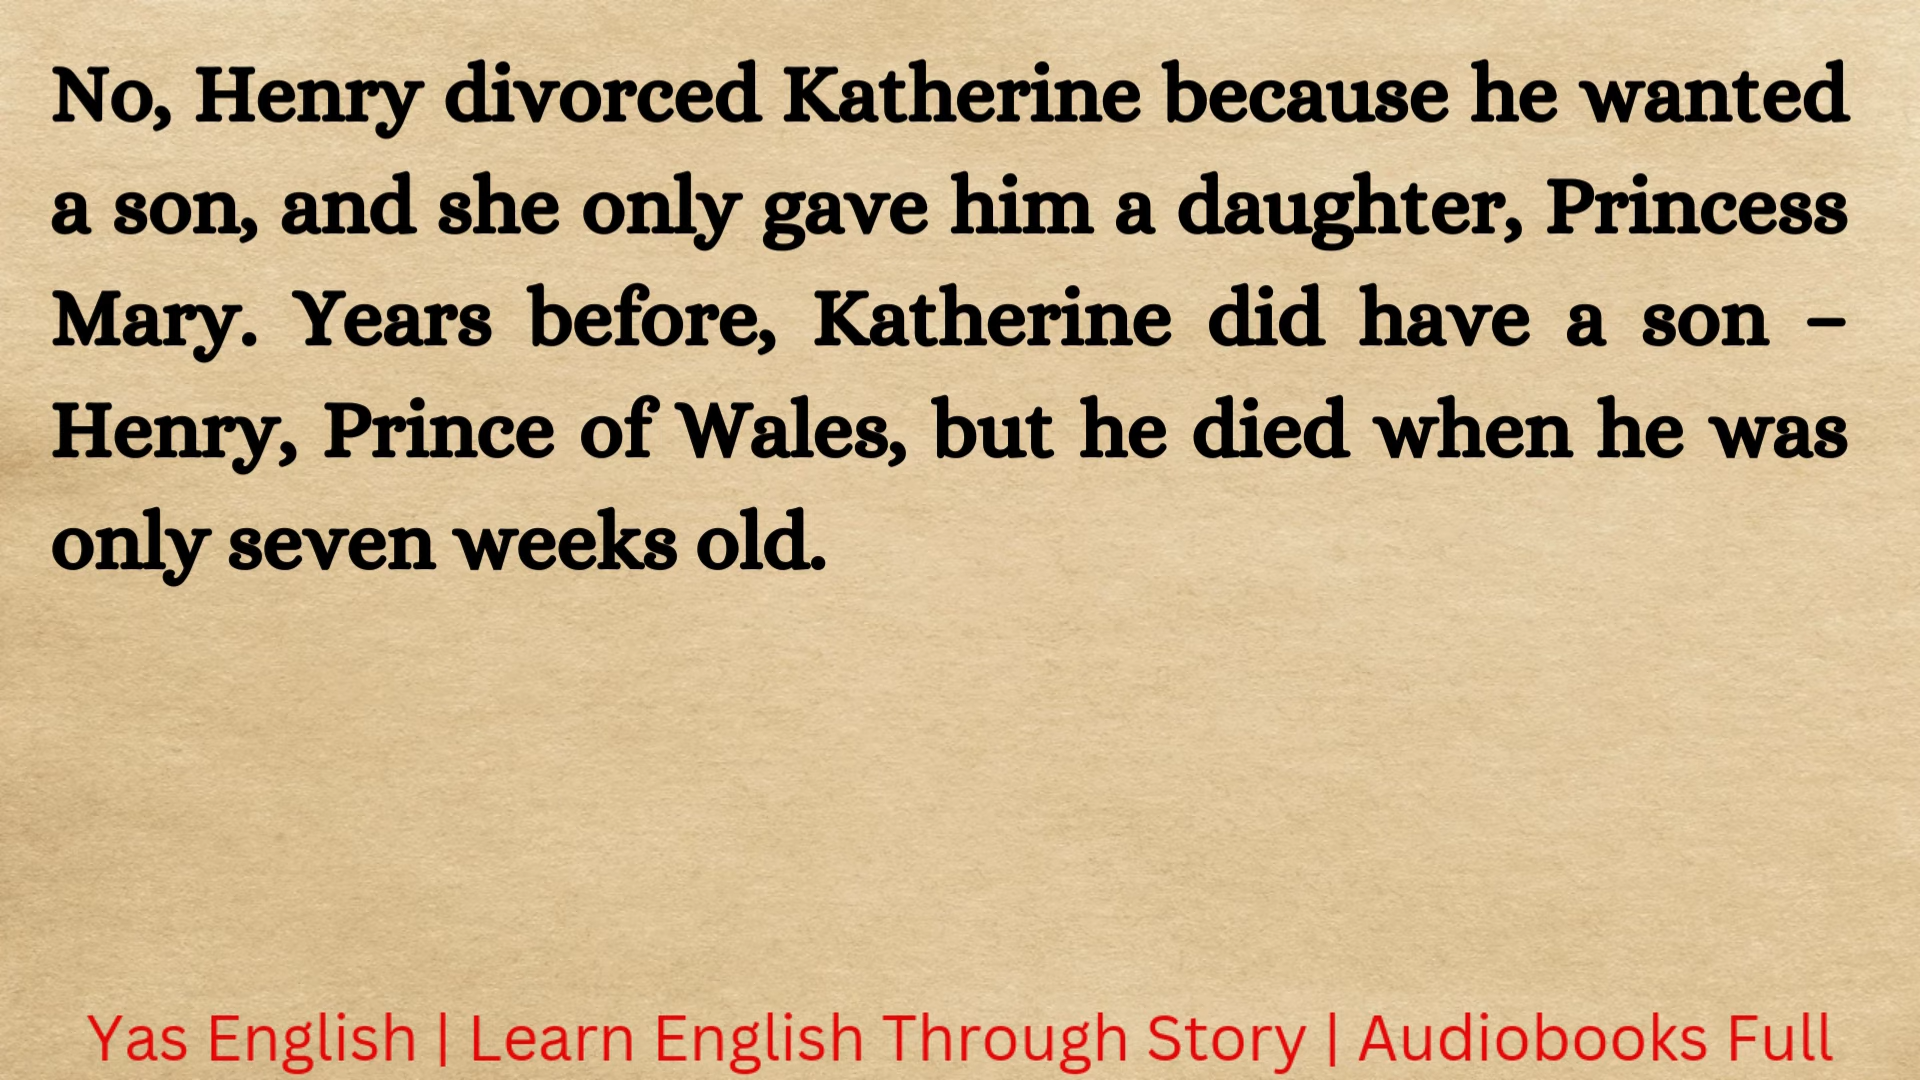 No, Henry divorced Katherine because he wanted
a son, and she only gave him a daughter, Princess
Mary. Years before, Katherine did have a son –
Henry, Prince of Wales, but he died when he was
only seven weeks old.
Yas English | Learn English Through Story | Audiobooks Full